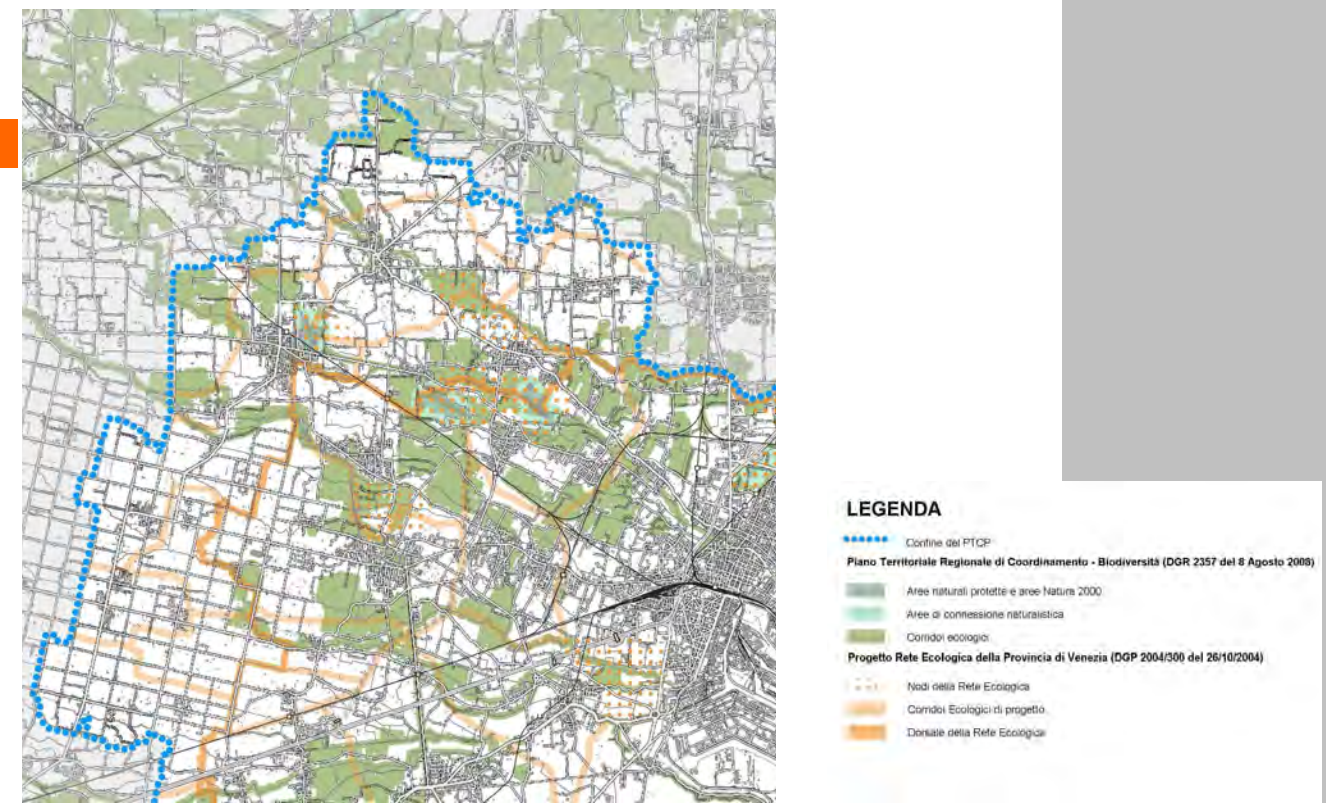 LEGENDA
Confine del PTCP
Piano Territoriale Regionale di Coordinamento - Biodiversità (DGR 2357 del 8 Agosto 2008)
Aree naturali protette e aree Natura 2000
Aree di connessione naturalistica
Corridoi ecologici
Progetto Rete Ecologica della Provincia di Venezia (DGP 2004/300 del 26/10/2004)
Nodi della Rete Ecologica
Corridoi Ecologici di progetto
Dorsale della Rete Ecologica